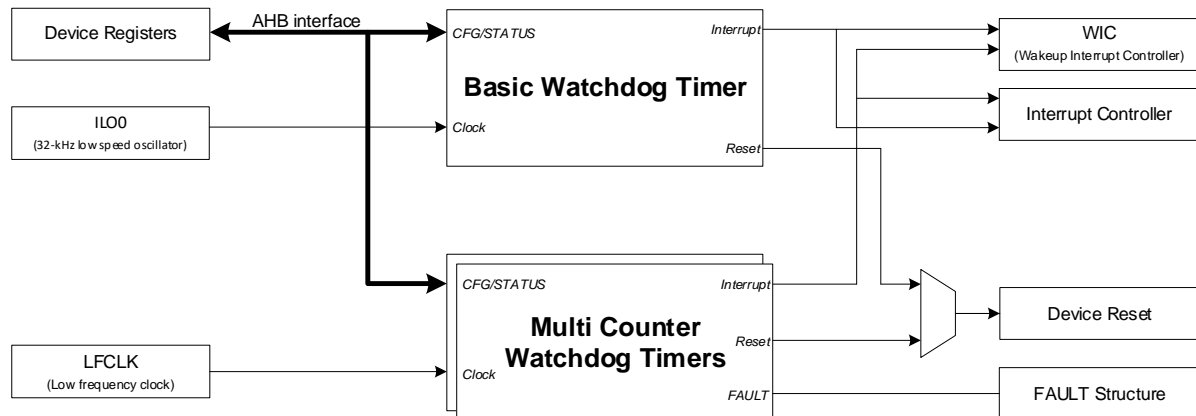 AHB interface
Device Registers
ILO0
(32-kHz low speed oscillator)
LFCLK
(Low frequency clock)
CFG/STATUS
Interrupt
Basic Watchdog Timer
Clock
Reset
CFG/STATUS
Interrupt
Multi Counter
Watchdog Timers
Reset
Clock
FAULT
WIC
(Wakeup Interrupt Controller)
Interrupt Controller
Device Reset
FAULT Structure